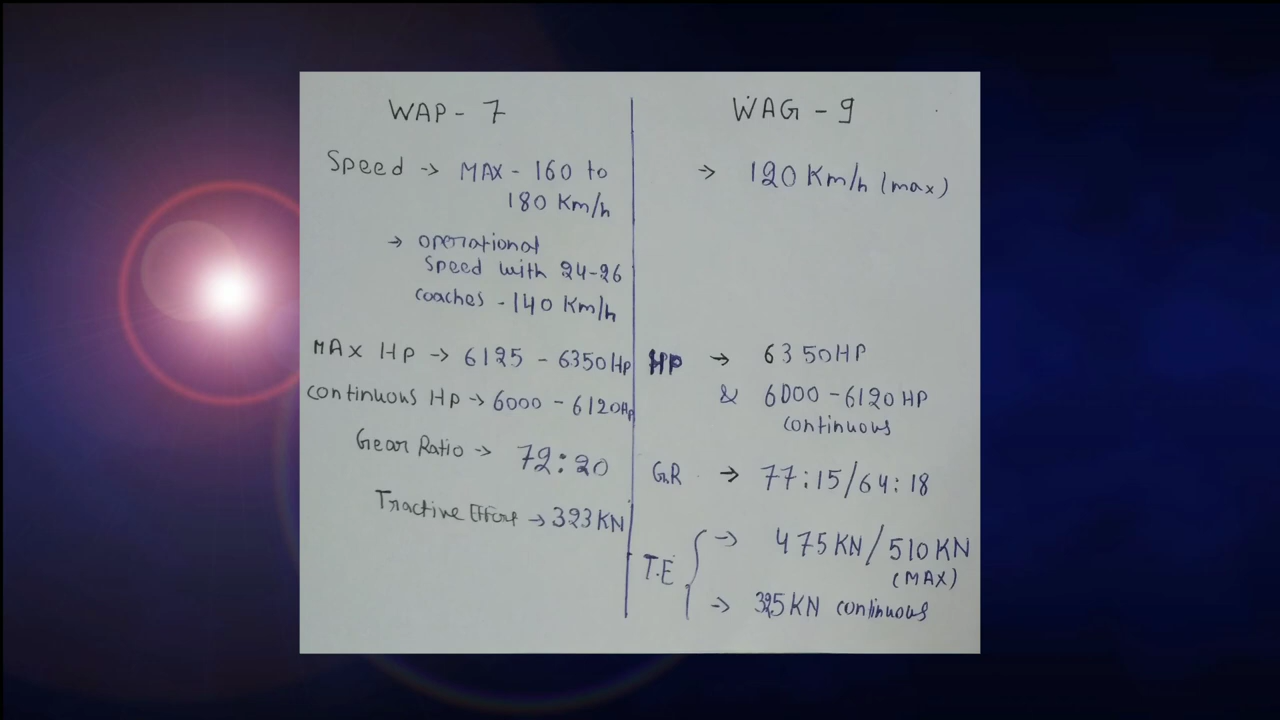 WAP - 7
Speed → MAX - 160 to
180 Km/h
→ operational
speed with 24-26
coaches - 140 Km/h
MAX HP → 6125 - 6350 HP
continuous HP → 6000 - 6120 HP
Gear Ratio → 72:20
Tractive Effort → 323 KN
WAG - 9
→ 120 Km/h (max)
HP → 6350 HP
& 6000 - 6120 HP
continuous
G.R → 77:15/64:18
T.E → 475 KN/510 KN
(MAX)
→ 325 KN continuous